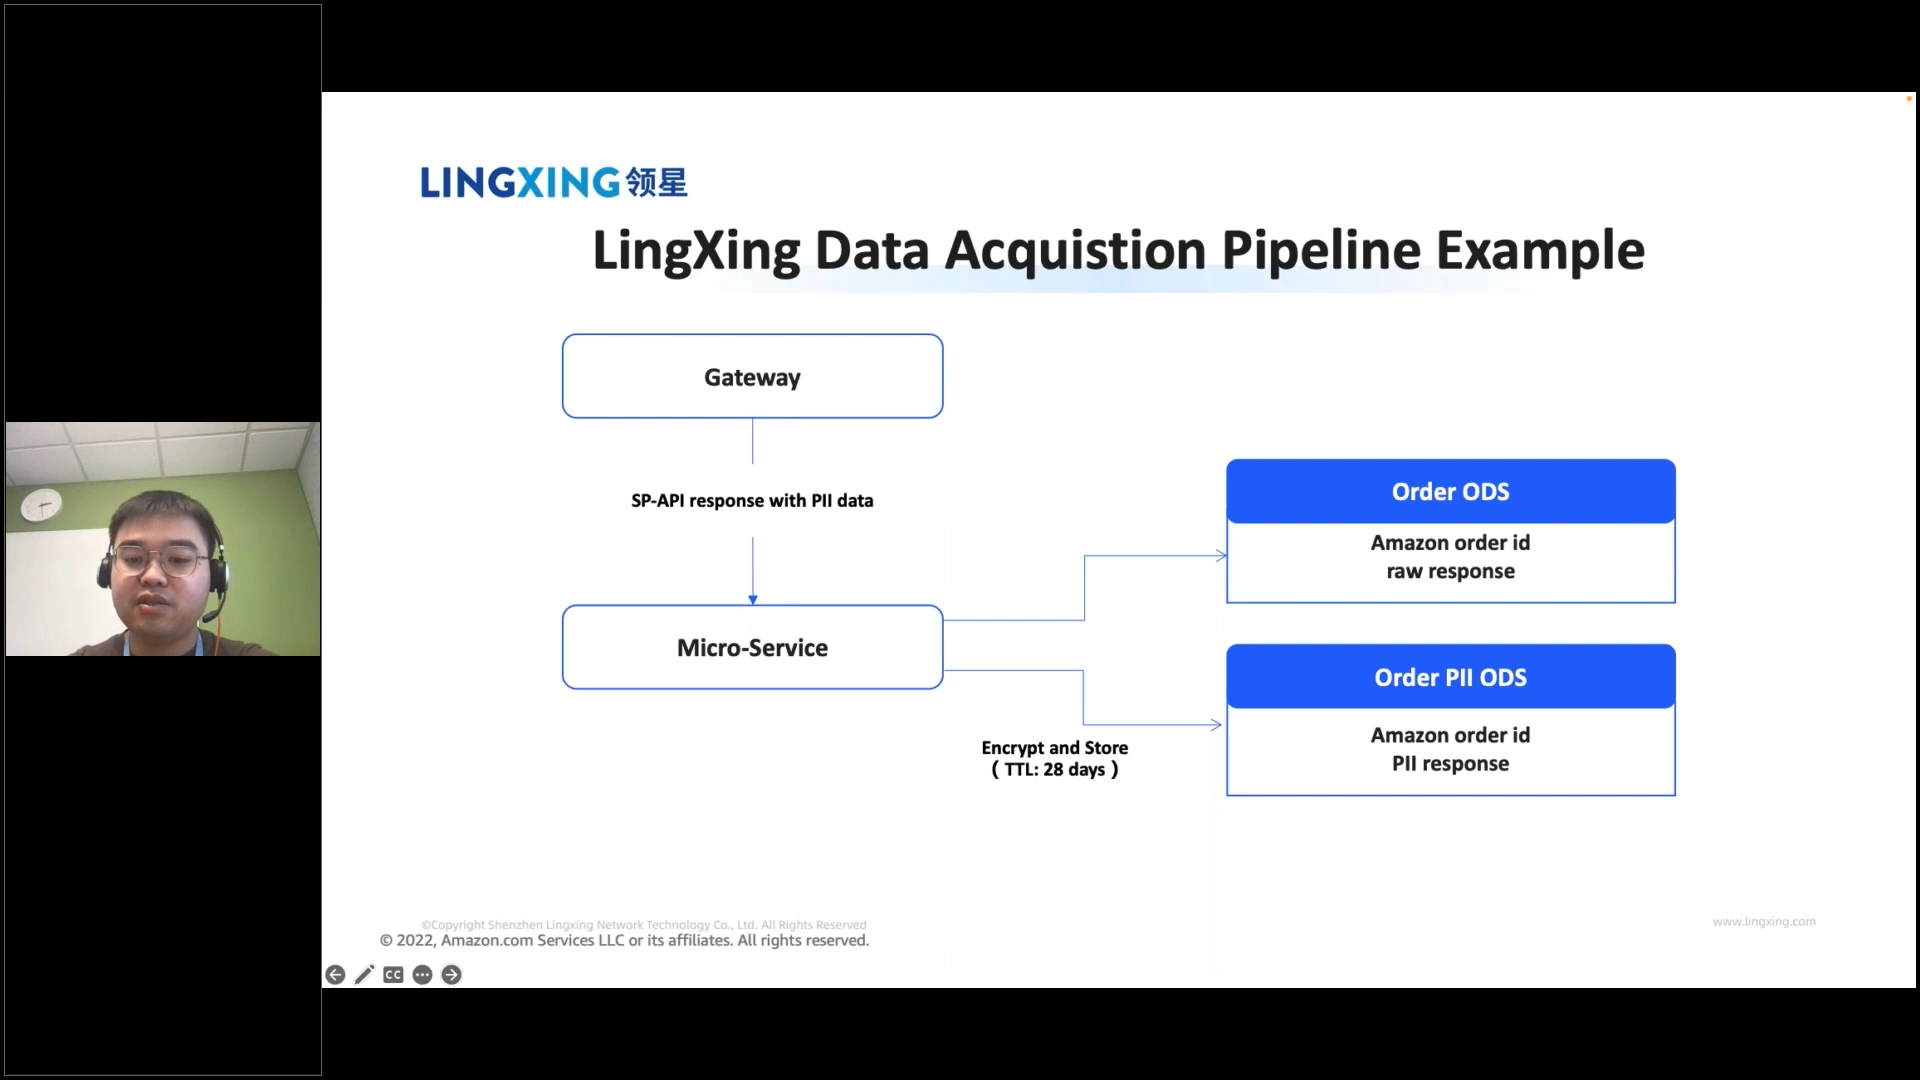 LINGXING领星
LingXing Data Acquistion Pipeline Example
Gateway
SP-API response with PII data
Micro-Service
Order ODS
Amazon order id
raw response
Order PII ODS
Amazon order id
PII response
Encrypt and Store
( TTL: 28 days )
©Copyright Shenzhen Lingxing Network Technology Co., Ltd. All Rights Reserved
www.lingxing.com
© 2022, Amazon.com Services LLC or its affiliates. All rights reserved.
CC